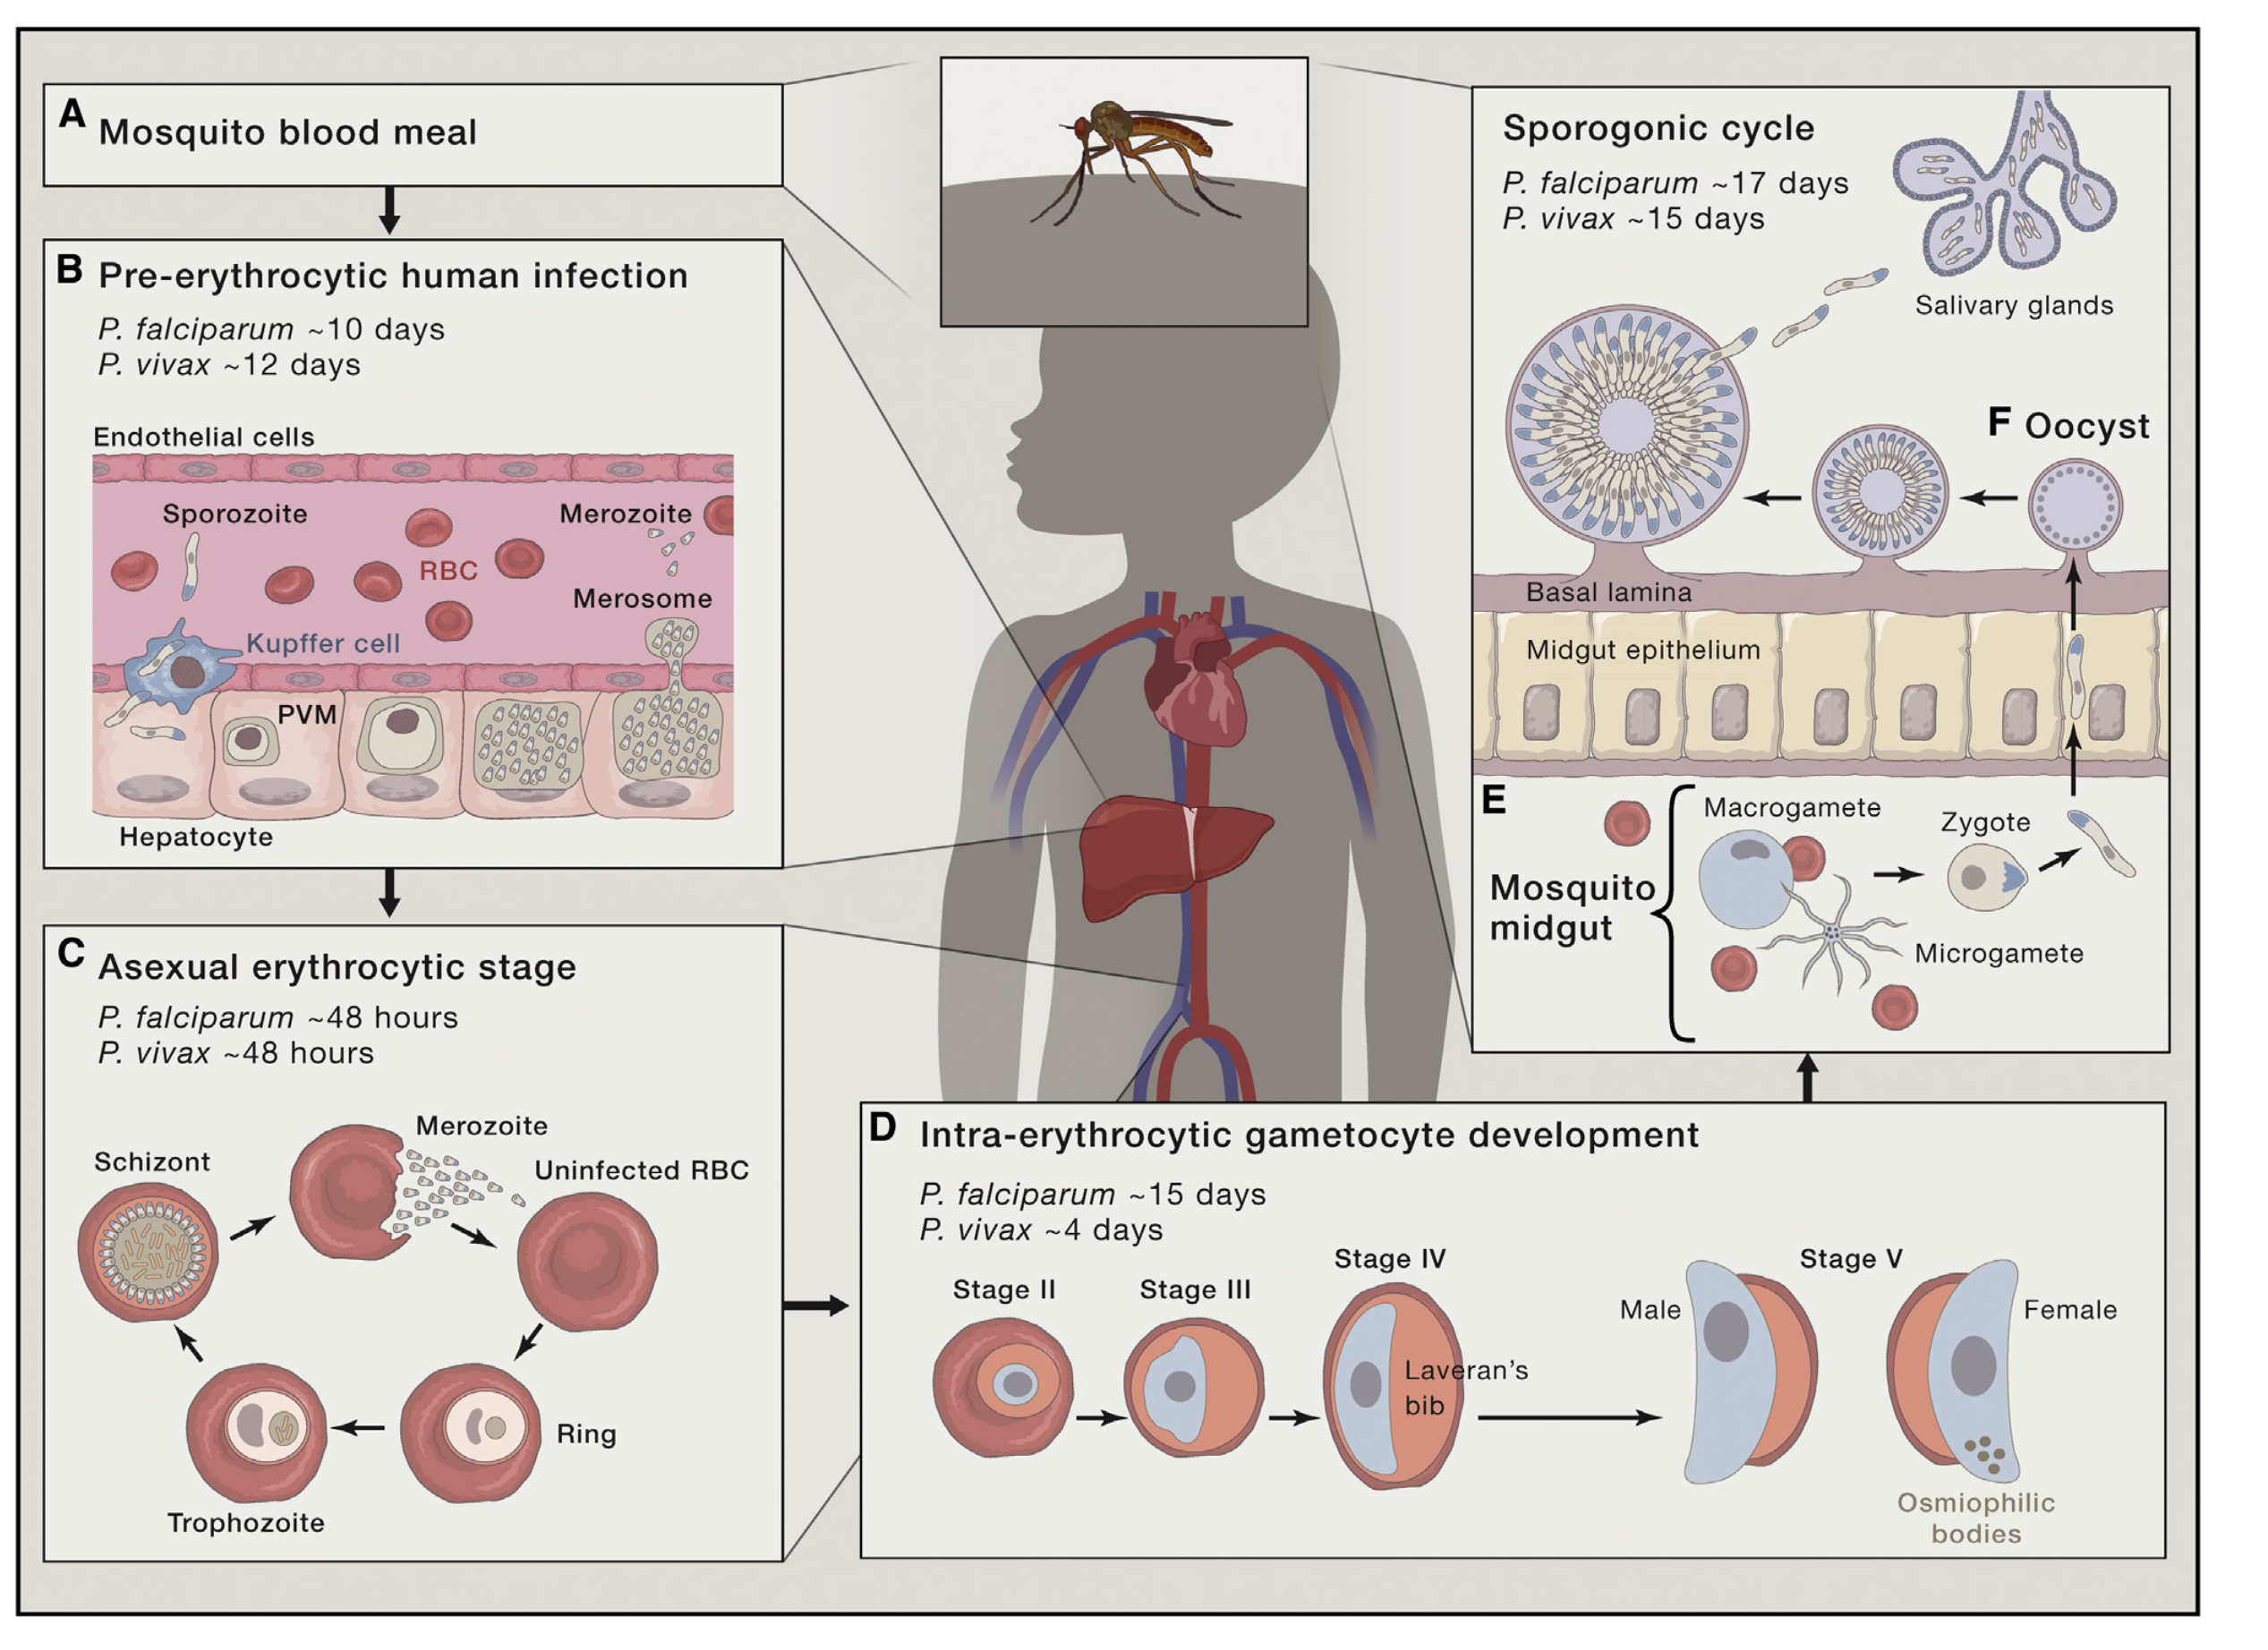 A Mosquito blood meal
B Pre-erythrocytic human infection
P. falciparum ~10 days
P. vivax ~12 days
Endothelial cells
Sporozoite
Merozoite
RBC
Merosome
Kupffer cell
PVM
Hepatocyte
C Asexual erythrocytic stage
P. falciparum ~48 hours
P. vivax ~48 hours
Merozoite
Schizont
Uninfected RBC
Ring
Trophozoite
D Intra-erythrocytic gametocyte development
P. falciparum ~15 days
P. vivax ~4 days
Stage II
Stage III
Stage IV
Stage V
Male
Female
Laveran's
bib
Osmiophilic
bodies
Sporogonic cycle
P. falciparum ~17 days
P. vivax ~15 days
Salivary glands
F Oocyst
Basal lamina
Midgut epithelium
E
Macrogamete
Zygote
Mosquito
midgut
Microgamete